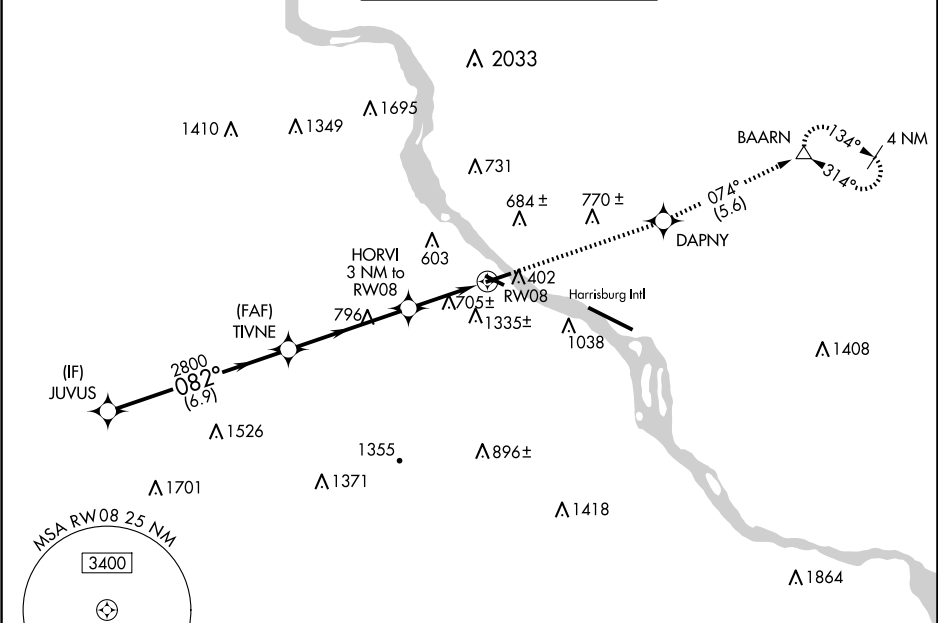 2033
1695
1410
1349
BAARN
134°
4 NM
314°
731
684 ±
770 ±
074°
(5.6)
DAPNY
603
HORVI
3 NM to
RW08
402
RW08
Harrisburg Intl
705±
1335±
796
1038
(FAF)
TIVNE
1408
(IF)
JUVUS
2800
082°
(6.9)
1526
1355
896±
1701
1371
1418
MSA RW08 25 NM
3400
1864